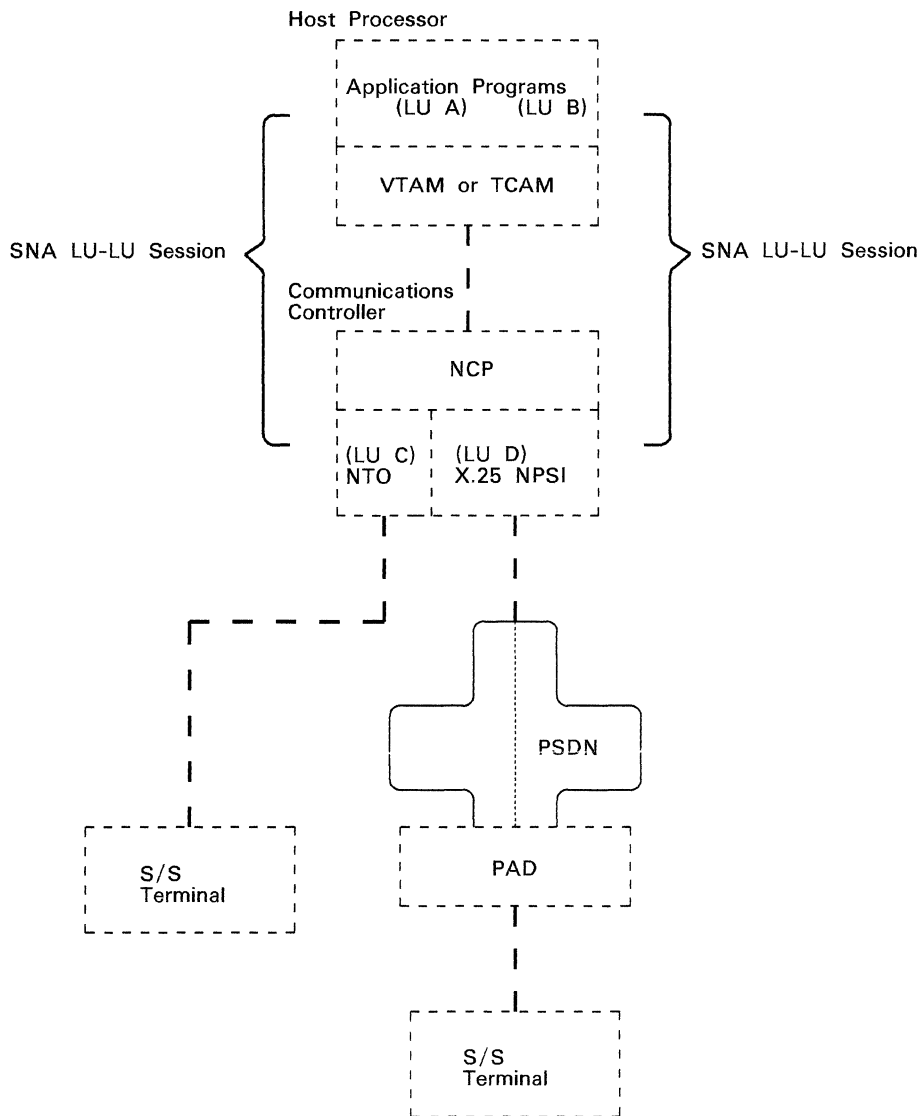 Host Processor
Application Programs
(LU A) (LU B)
VTAM or TCAM
SNA LU-LU Session
SNA LU-LU Session
Communications
Controller
NCP
(LU C)
NTO
(LU D)
X.25 NPSI
PSDN
S/S
Terminal
PAD
S/S
Terminal